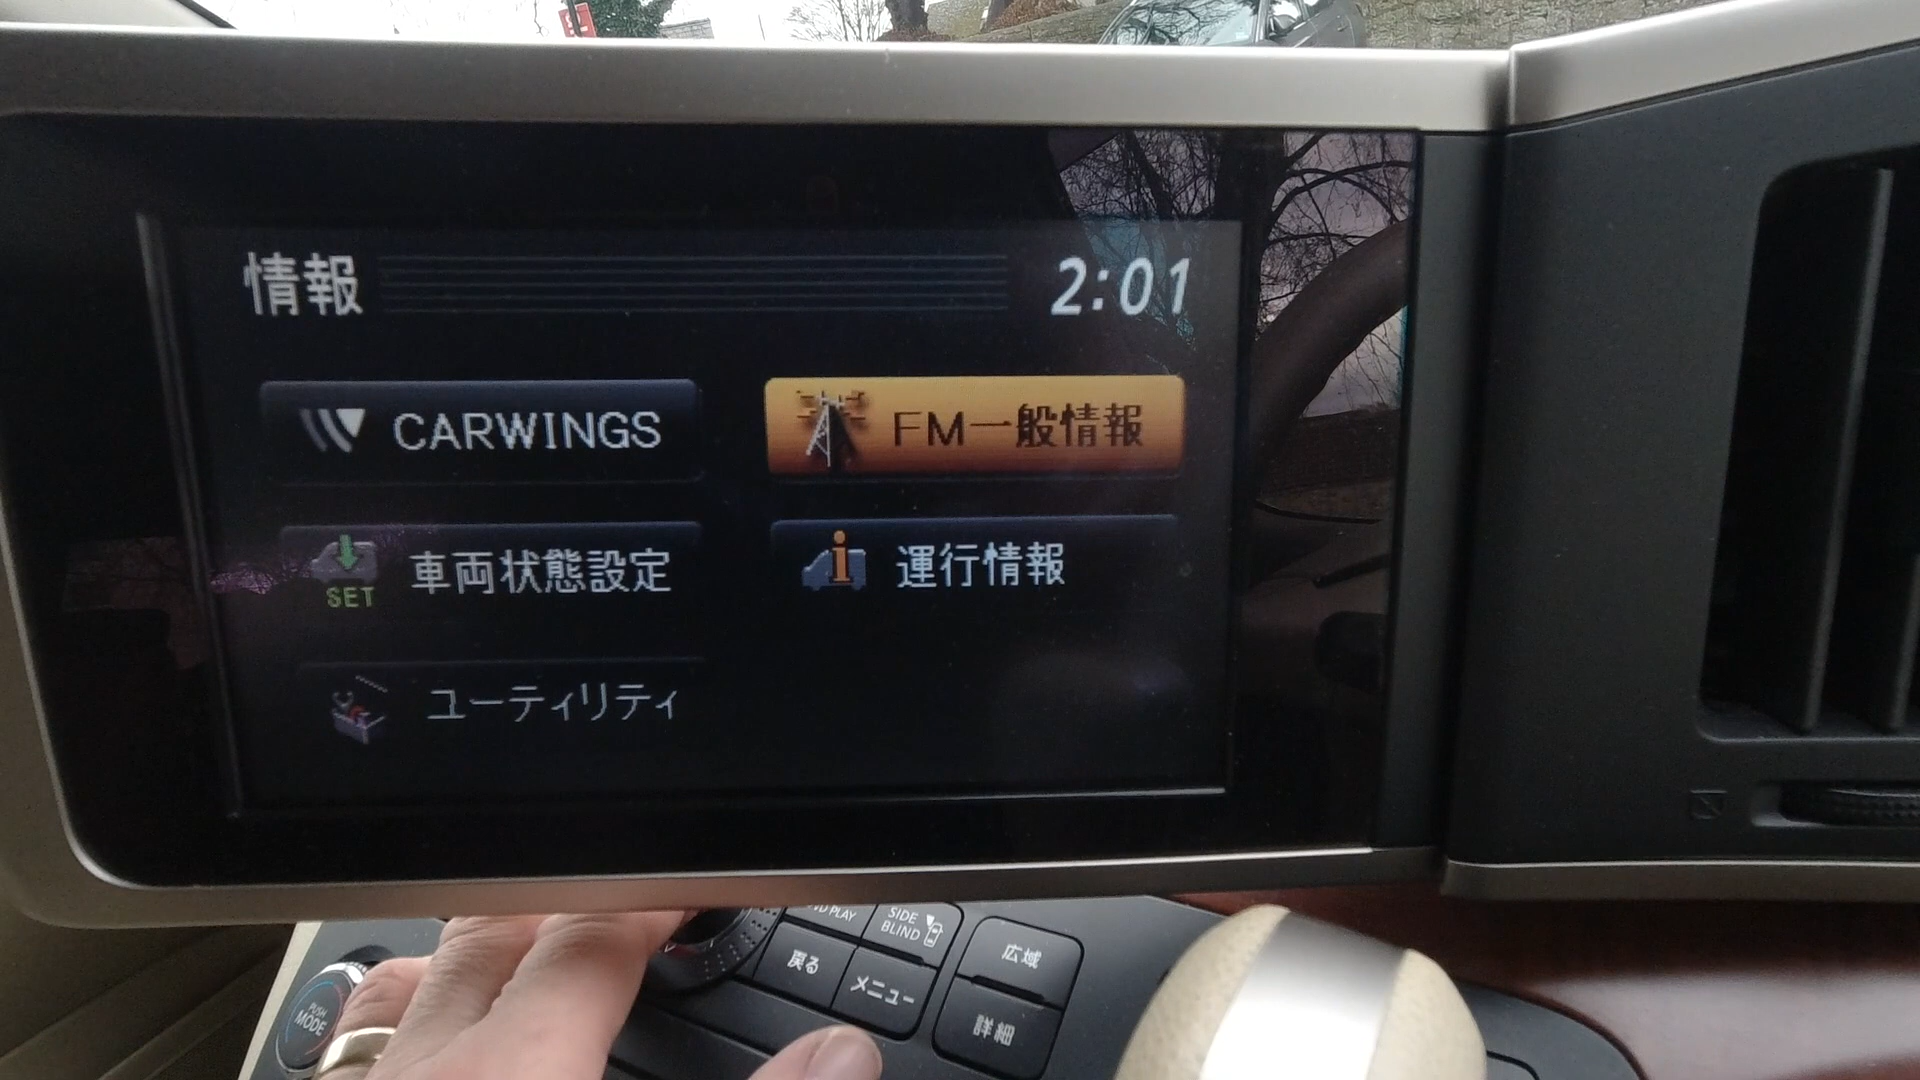 情報 2:01
CARWINGS FM一般情報
SET 車両状態設定 i 運行情報
ユーティリティ
PLAY SIDE BLIND
戻る メニュー
広域
詳細
PUSH
MODE